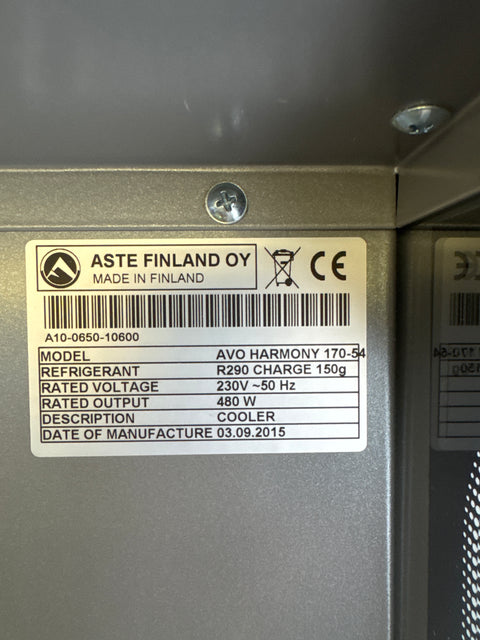 ASTE FINLAND OY
MADE IN FINLAND
CE
A10-0650-10600
MODEL AVO HARMONY 170-54
REFRIGERANT R290 CHARGE 150g
RATED VOLTAGE 230V ~50 Hz
RATED OUTPUT 480 W
DESCRIPTION COOLER
DATE OF MANUFACTURE 03.09.2015